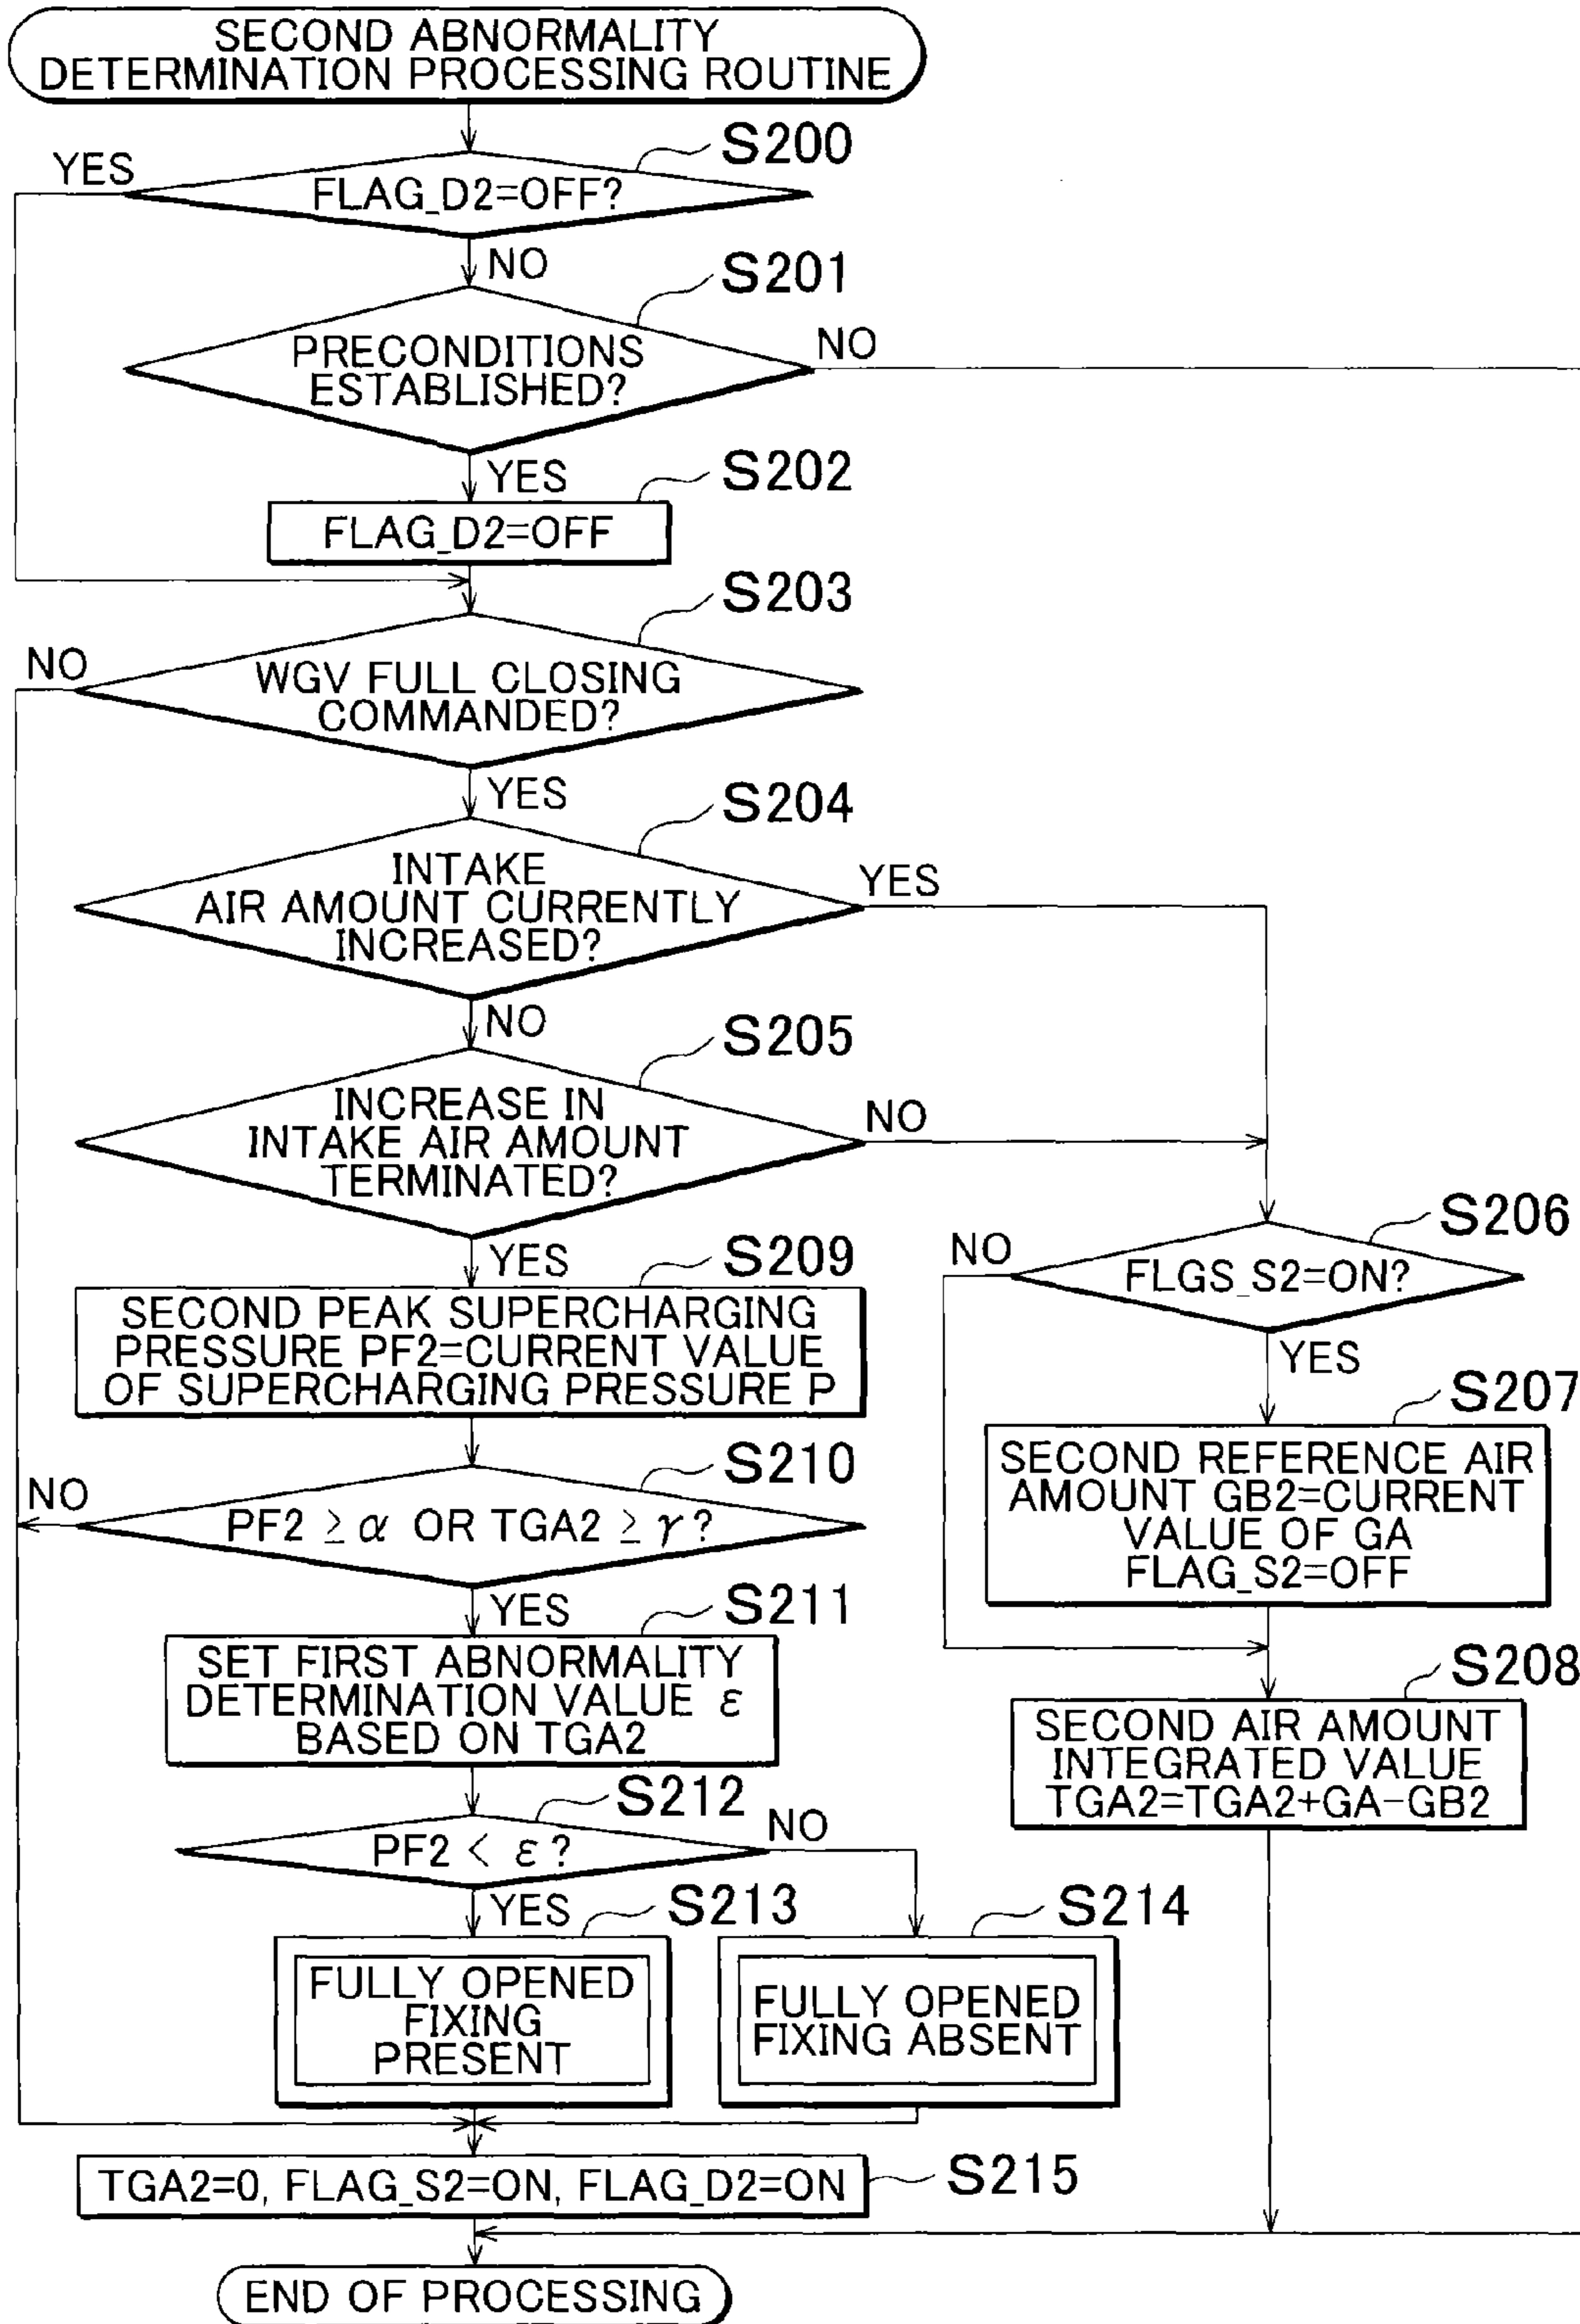 SECOND ABNORMALITY
DETERMINATION PROCESSING ROUTINE
S200
YES
FLAG_D2=OFF?
NO
S201
PRECONDITIONS
ESTABLISHED?
NO
YES
S202
FLAG_D2=OFF
S203
NO
WGV FULL CLOSING
COMMANDED?
YES
S204
INTAKE
AIR AMOUNT CURRENTLY
INCREASED?
YES
NO
S205
INCREASE IN
INTAKE AIR AMOUNT
TERMINATED?
NO
YES
S206
NO
FLGS_S2=ON?
YES
S207
SECOND REFERENCE AIR
AMOUNT GB2=CURRENT
VALUE OF GA
FLAG_S2=OFF
S208
SECOND AIR AMOUNT
INTEGRATED VALUE
TGA2=TGA2+GA−GB2
S209
SECOND PEAK SUPERCHARGING
PRESSURE PF2=CURRENT VALUE
OF SUPERCHARGING PRESSURE P
S210
NO
PF2 ≥ α OR TGA2 ≥ γ?
YES
S211
SET FIRST ABNORMALITY
DETERMINATION VALUE ε
BASED ON TGA2
S212
PF2 < ε?
NO
YES
S213
FULLY OPENED
FIXING
PRESENT
S214
FULLY OPENED
FIXING ABSENT
TGA2=0, FLAG_S2=ON, FLAG_D2=ON
S215
END OF PROCESSING